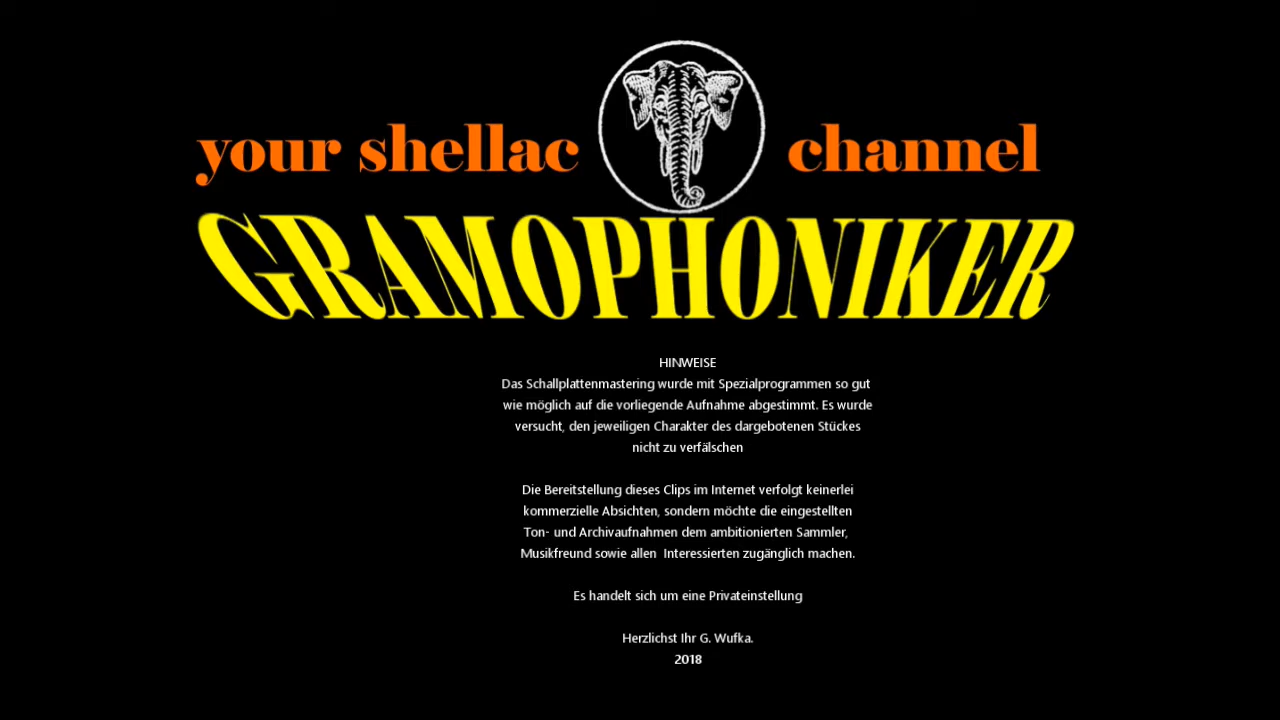 your shellac channel
GRAMOPHONIKER
HINWEISE
Das Schallplattenmastering wurde mit Spezialprogrammen so gut
wie möglich auf die vorliegende Aufnahme abgestimmt. Es wurde
versucht, den jeweiligen Charakter des dargebotenen Stückes
nicht zu verfälschen
Die Bereitstellung dieses Clips im Internet verfolgt keinerlei
kommerzielle Absichten, sondern möchte die eingestellten
Ton- und Archivaufnahmen dem ambitionierten Sammler,
Musikfreund sowie allen Interessierten zugänglich machen.
Es handelt sich um eine Privateinstellung
Herzlichst Ihr G. Wufka.
2018